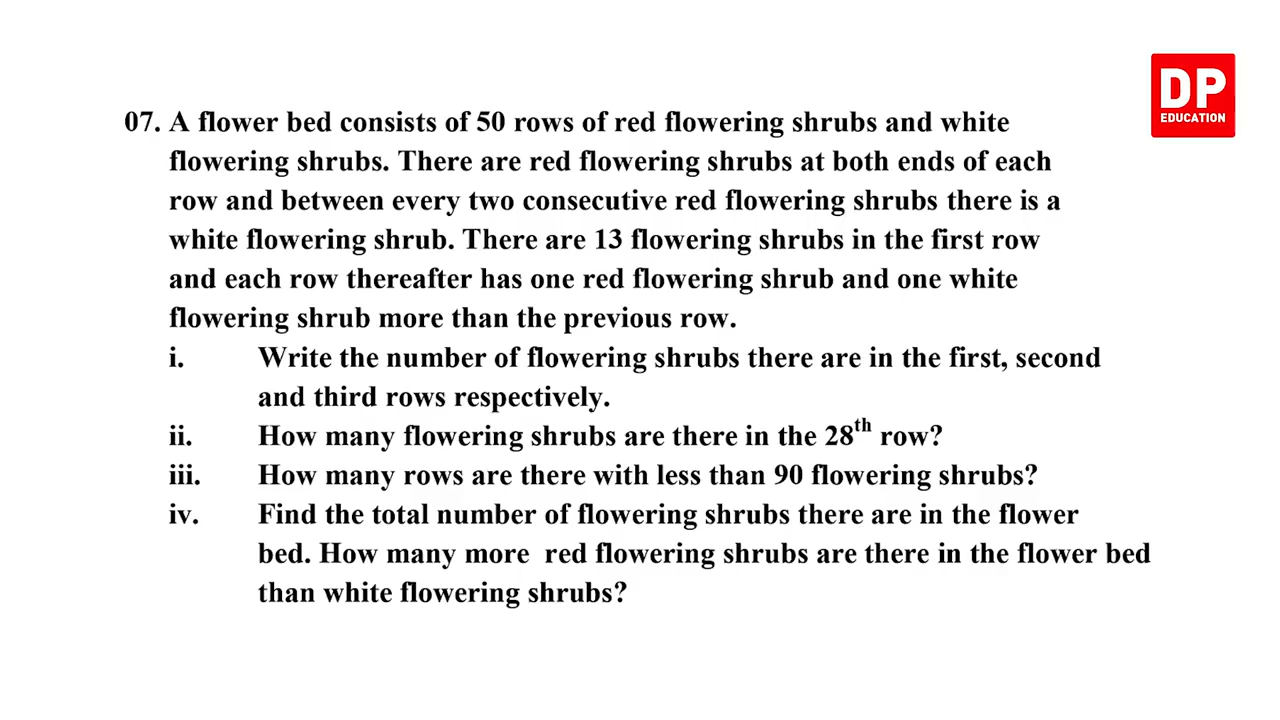 DP
EDUCATION
07. A flower bed consists of 50 rows of red flowering shrubs and white
flowering shrubs. There are red flowering shrubs at both ends of each
row and between every two consecutive red flowering shrubs there is a
white flowering shrub. There are 13 flowering shrubs in the first row
and each row thereafter has one red flowering shrub and one white
flowering shrub more than the previous row.
i. Write the number of flowering shrubs there are in the first, second
and third rows respectively.
ii. How many flowering shrubs are there in the 28th row?
iii. How many rows are there with less than 90 flowering shrubs?
iv. Find the total number of flowering shrubs there are in the flower
bed. How many more red flowering shrubs are there in the flower bed
than white flowering shrubs?